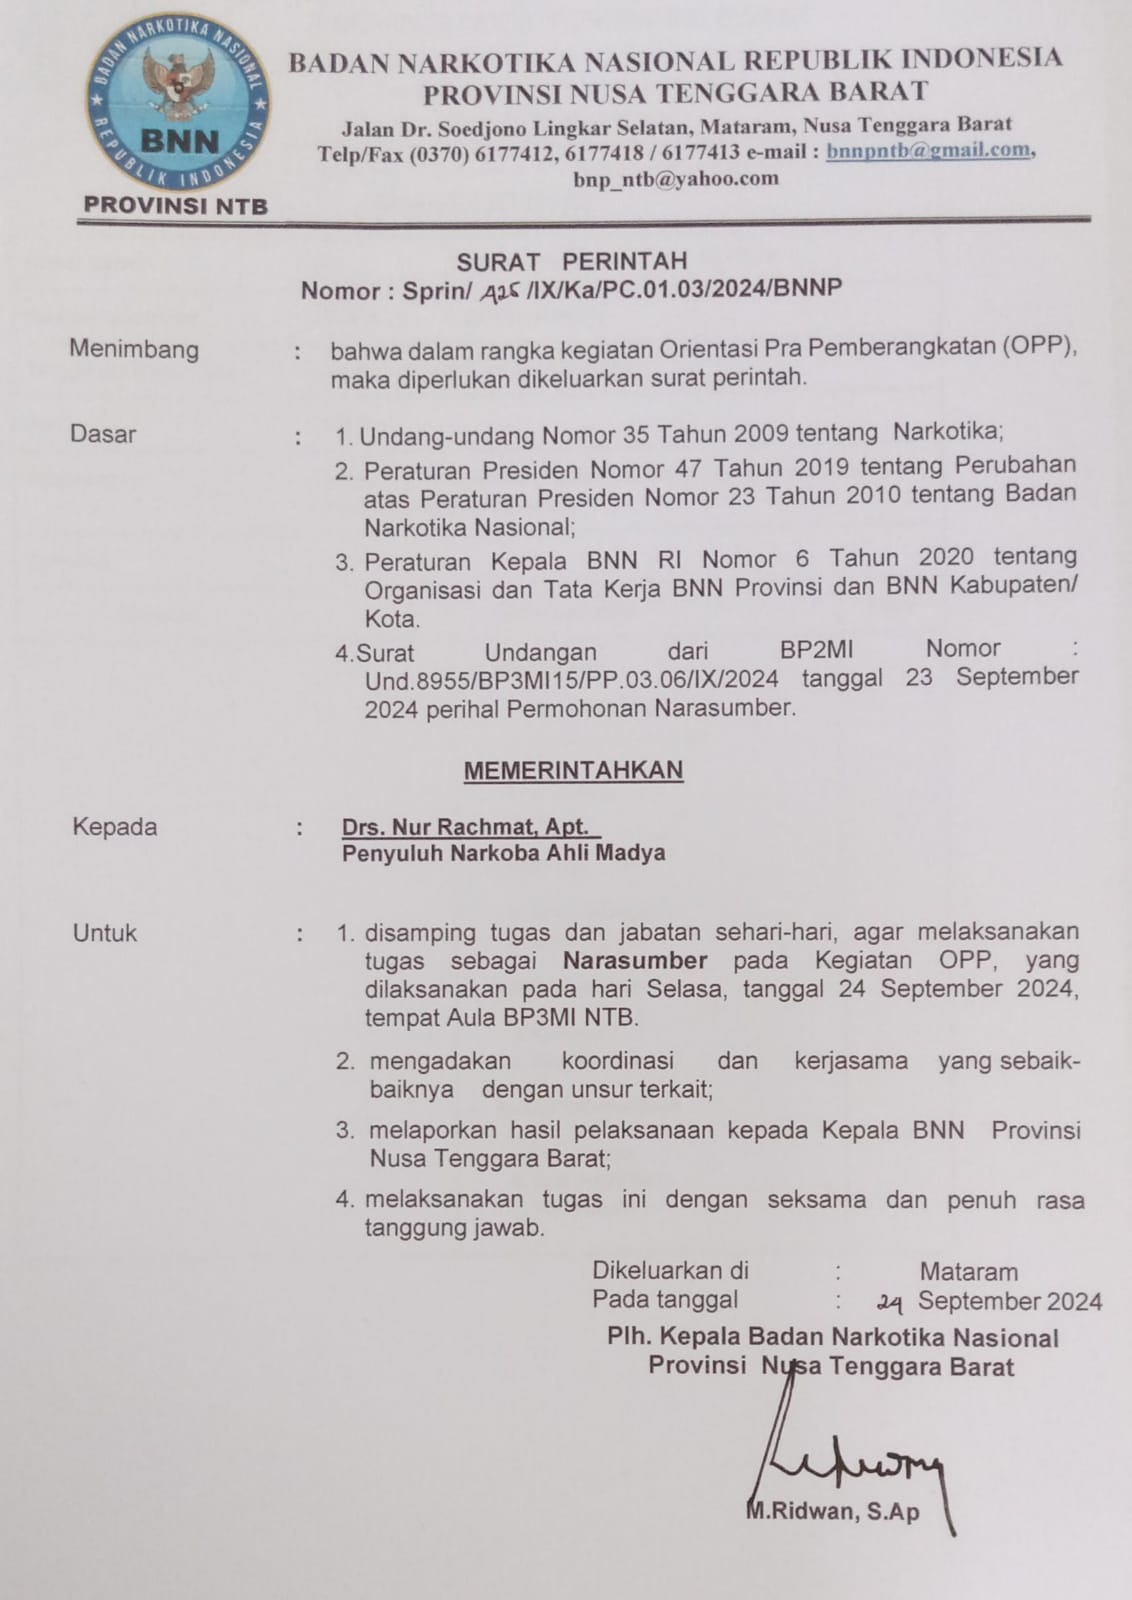 BADAN NARKOTIKA NASIONAL
REPUBLIK INDONESIA
BNN
PROVINSI NTB
BADAN NARKOTIKA NASIONAL REPUBLIK INDONESIA
PROVINSI NUSA TENGGARA BARAT
Jalan Dr. Soedjono Lingkar Selatan, Mataram, Nusa Tenggara Barat
Telp/Fax (0370) 6177412, 6177418 / 6177413 e-mail : bnnpntb@gmail.com,
bnp_ntb@yahoo.com
SURAT PERINTAH
Nomor : Sprin/ /IX/Ka/PC.01.03/2024/BNNP
Menimbang : bahwa dalam rangka kegiatan Orientasi Pra Pemberangkatan (OPP),
maka diperlukan dikeluarkan surat perintah.
Dasar : 1. Undang-undang Nomor 35 Tahun 2009 tentang Narkotika;
2. Peraturan Presiden Nomor 47 Tahun 2019 tentang Perubahan
atas Peraturan Presiden Nomor 23 Tahun 2010 tentang Badan
Narkotika Nasional;
3. Peraturan Kepala BNN RI Nomor 6 Tahun 2020 tentang
Organisasi dan Tata Kerja BNN Provinsi dan BNN Kabupaten/
Kota.
4.Surat Undangan dari BP2MI Nomor :
Und.8955/BP3MI15/PP.03.06/IX/2024 tanggal 23 September
2024 perihal Permohonan Narasumber.
MEMERINTAHKAN
Kepada : Drs. Nur Rachmat, Apt.
Penyuluh Narkoba Ahli Madya
Untuk : 1. disamping tugas dan jabatan sehari-hari, agar melaksanakan
tugas sebagai Narasumber pada Kegiatan OPP, yang
dilaksanakan pada hari Selasa, tanggal 24 September 2024,
tempat Aula BP3MI NTB.
2. mengadakan koordinasi dan kerjasama yang sebaik-
baiknya dengan unsur terkait;
3. melaporkan hasil pelaksanaan kepada Kepala BNN Provinsi
Nusa Tenggara Barat;
4. melaksanakan tugas ini dengan seksama dan penuh rasa
tanggung jawab.
Dikeluarkan di : Mataram
Pada tanggal : 24 September 2024
Plh. Kepala Badan Narkotika Nasional
Provinsi Nusa Tenggara Barat
M.Ridwan, S.Ap